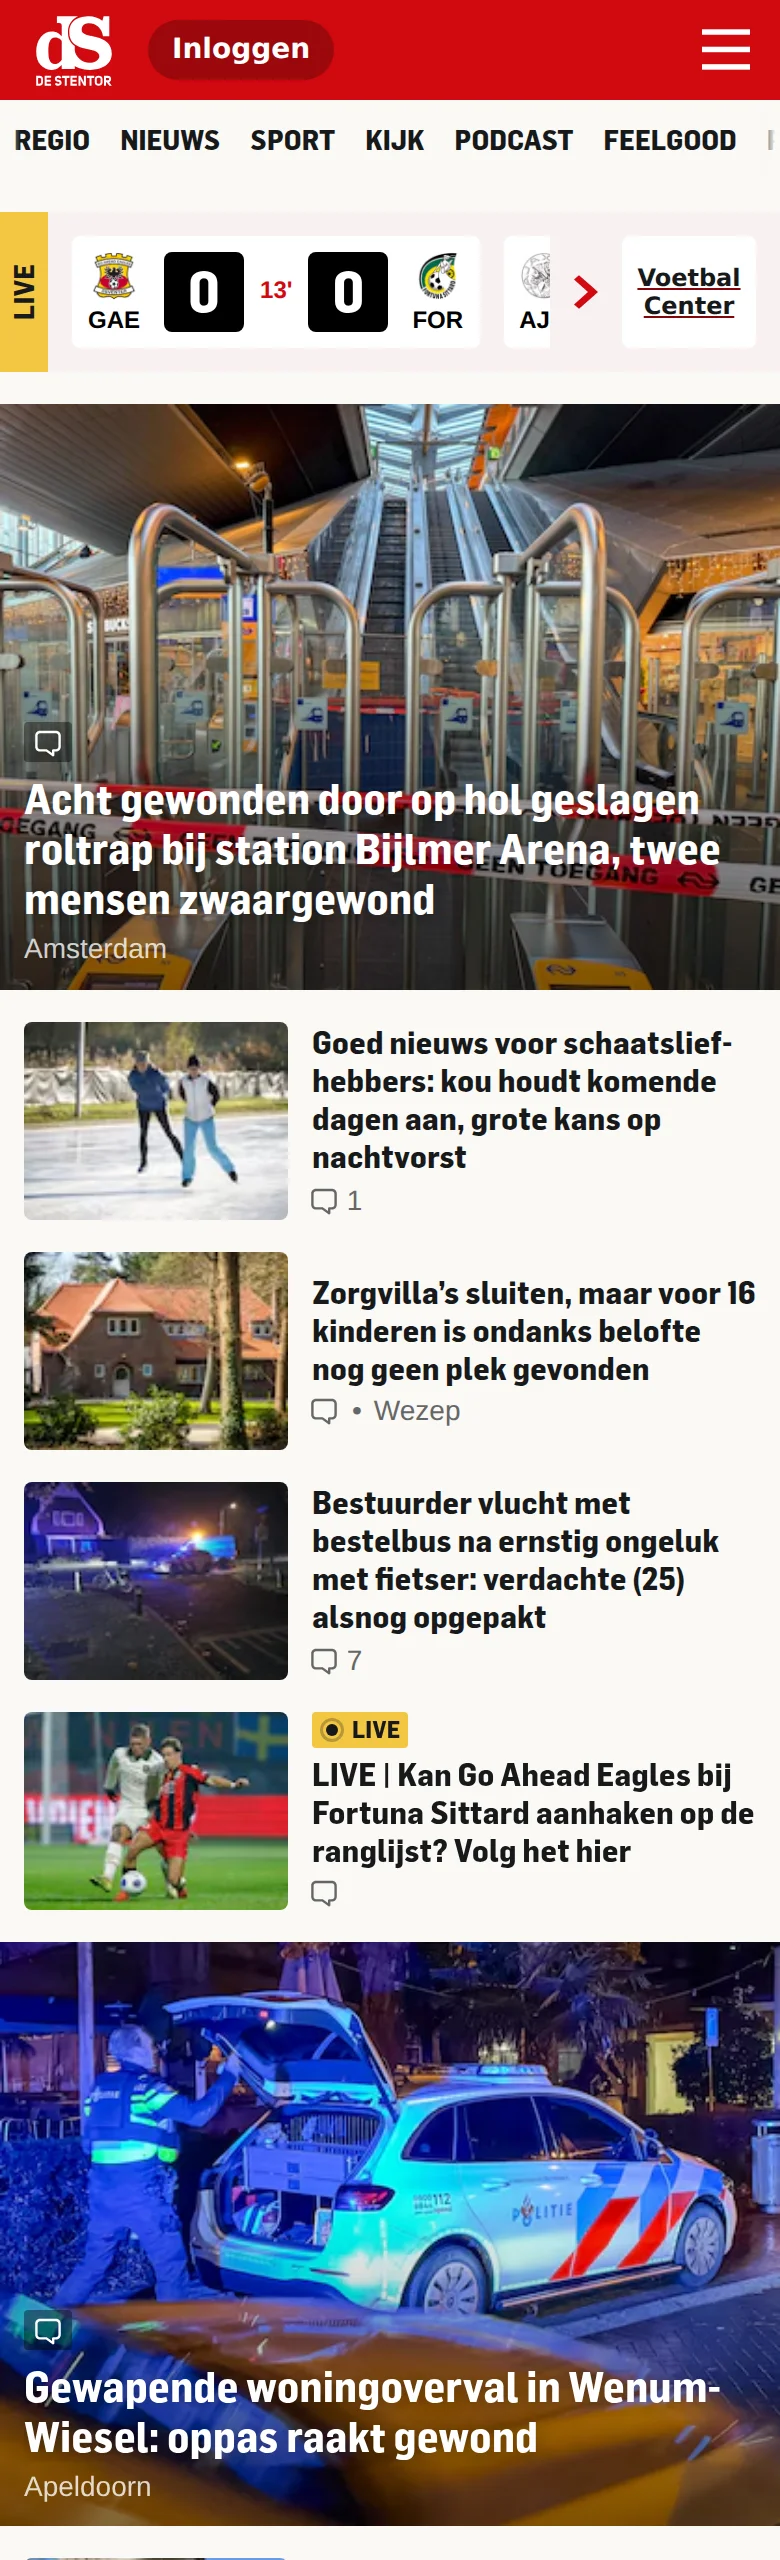 dS
DE STENTOR
Inloggen
REGIO NIEUWS SPORT KIJK PODCAST FEELGOOD
LIVE
0 13' 0
GAE FOR AJ
Voetbal
Center
Acht gewonden door op hol geslagen
roltrap bij station Bijlmer Arena, twee
mensen zwaargewond
GEEN TOEGANG
Amsterdam
Goed nieuws voor schaatslief-
hebbers: kou houdt komende
dagen aan, grote kans op
nachtvorst
1
Zorgvilla’s sluiten, maar voor 16
kinderen is ondanks belofte
nog geen plek gevonden
• Wezep
Bestuurder vlucht met
bestelbus na ernstig ongeluk
met fietser: verdachte (25)
alsnog opgepakt
7
LIVE
LIVE | Kan Go Ahead Eagles bij
Fortuna Sittard aanhaken op de
ranglijst? Volg het hier
112
POLITIE
Gewapende woningoverval in Wenum-
Wiesel: oppas raakt gewond
Apeldoorn